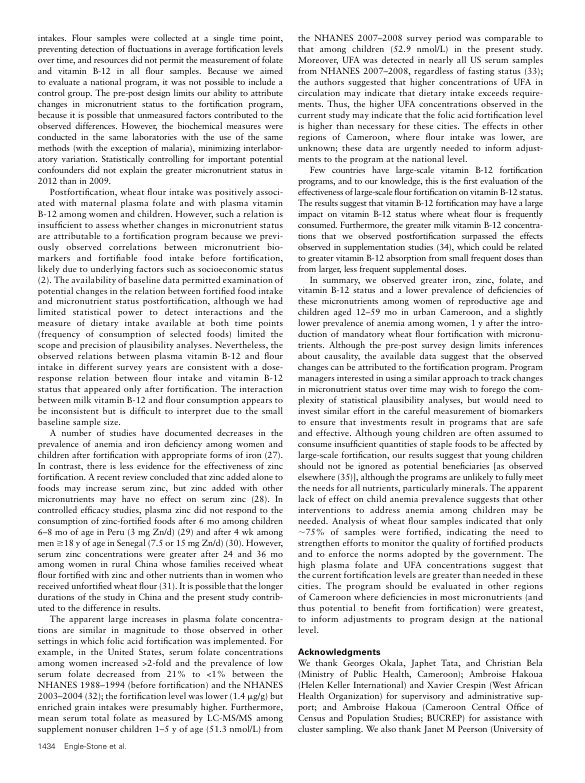 intakes. Flour samples were collected at a single time point,
preventing detection of fluctuations in average fortification levels
over time, and resources did not permit the measurement of folate
and vitamin B-12 in all flour samples. Because we aimed
to evaluate a national program, it was not possible to include a
control group. The pre-post design limits our ability to attribute
changes in micronutrient status to the fortification program,
because it is possible that unmeasured factors contributed to the
observed differences. However, the biochemical measures were
conducted in the same laboratories with the use of the same
methods (with the exception of malaria), minimizing interlabor-
atory variation. Statistically controlling for important potential
confounders did not explain the greater micronutrient status in
2012 than in 2009.
Postfortification, wheat flour intake was positively associ-
ated with maternal plasma folate and with plasma vitamin
B-12 among women and children. However, such a relation is
insufficient to assess whether changes in micronutrient status
are attributable to a fortification program because we previ-
ously observed correlations between micronutrient bio-
markers and fortifiable food intake before fortification,
likely due to underlying factors such as socioeconomic status
(2). The availability of baseline data permitted examination of
potential changes in the relation between fortified food intake
and micronutrient status postfortification, although we had
limited statistical power to detect interactions and the
measure of dietary intake available at both time points
(frequency of consumption of selected foods) limited the
scope and precision of plausibility analyses. Nevertheless, the
observed relations between plasma vitamin B-12 and flour
intake in different survey years are consistent with a dose-
response relation between flour intake and vitamin B-12
status that appeared only after fortification. The interaction
between milk vitamin B-12 and flour consumption appears to
be inconsistent but is difficult to interpret due to the small
baseline sample size.
A number of studies have documented decreases in the
prevalence of anemia and iron deficiency among women and
children after fortification with appropriate forms of iron (27).
In contrast, there is less evidence for the effectiveness of zinc
fortification. A recent review concluded that zinc added alone to
foods may increase serum zinc, but zinc added with other
micronutrients may have no effect on serum zinc (28). In
controlled efficacy studies, plasma zinc did not respond to the
consumption of zinc-fortified foods after 6 mo among children
6–8 mo of age in Peru (3 mg Zn/d) (29) and after 4 wk among
men ≥18 y of age in Senegal (7.5 or 15 mg Zn/d) (30). However,
serum zinc concentrations were greater after 24 and 36 mo
among women in rural China whose families received wheat
flour fortified with zinc and other nutrients than in women who
received unfortified wheat flour (31). It is possible that the longer
durations of the study in China and the present study contrib-
uted to the difference in results.
The apparent large increases in plasma folate concentra-
tions are similar in magnitude to those observed in other
settings in which folic acid fortification was implemented. For
example, in the United States, serum folate concentrations
among women increased >2-fold and the prevalence of low
serum folate decreased from 21% to <1% between the
NHANES 1988–1994 (before fortification) and the NHANES
2003–2004 (32); the fortification level was lower (1.4 μg/g) but
enriched grain intakes were presumably higher. Furthermore,
mean serum total folate as measured by LC-MS/MS among
supplement nonuser children 1–5 y of age (51.3 nmol/L) from
the NHANES 2007–2008 survey period was comparable to
that among children (52.9 nmol/L) in the present study.
Moreover, UFA was detected in nearly all US serum samples
from NHANES 2007–2008, regardless of fasting status (33);
the authors suggested that higher concentrations of UFA in
circulation may indicate that dietary intake exceeds require-
ments. Thus, the higher UFA concentrations observed in the
current study may indicate that the folic acid fortification level
is higher than necessary for these cities. The effects in other
regions of Cameroon, where flour intake was lower, are
unknown; these data are urgently needed to inform adjust-
ments to the program at the national level.
Few countries have large-scale vitamin B-12 fortification
programs, and to our knowledge, this is the first evaluation of the
effectiveness of large-scale flour fortification on vitamin B-12 status.
The results suggest that vitamin B-12 fortification may have a large
impact on vitamin B-12 status where wheat flour is frequently
consumed. Furthermore, the greater milk vitamin B-12 concentra-
tions that we observed postfortification surpassed the effects
observed in supplementation studies (34), which could be related
to greater vitamin B-12 absorption from small frequent doses than
from larger, less frequent supplemental doses.
In summary, we observed greater iron, zinc, folate, and
vitamin B-12 status and a lower prevalence of deficiencies of
these micronutrients among women of reproductive age and
children aged 12–59 mo in urban Cameroon, and a slightly
lower prevalence of anemia among women, 1 y after the intro-
duction of mandatory wheat flour fortification with micronu-
trients. Although the pre-post survey design limits inferences
about causality, the available data suggest that the observed
changes can be attributed to the fortification program. Program
managers interested in using a similar approach to track changes
in micronutrient status over time may wish to forego the com-
plexity of statistical plausibility analyses, but would need to
invest similar effort in the careful measurement of biomarkers
to ensure that investments result in programs that are safe
and effective. Although young children are often assumed to
consume insufficient quantities of staple foods to be affected by
large-scale fortification, our results suggest that young children
should not be ignored as potential beneficiaries [as observed
elsewhere (35)], although the programs are unlikely to fully meet
the needs for all nutrients, particularly minerals. The apparent
lack of effect on child anemia prevalence suggests that other
interventions to address anemia among children may be
needed. Analysis of wheat flour samples indicated that only
~75% of samples were fortified, indicating the need to
strengthen efforts to monitor the quality of fortified products
and to enforce the norms adopted by the government. The
high plasma folate and UFA concentrations suggest that
the current fortification levels are greater than needed in these
cities. The program should be evaluated in other regions
of Cameroon where deficiencies in most micronutrients (and
thus potential to benefit from fortification) were greatest,
to inform adjustments to program design at the national
level.
Acknowledgments
We thank Georges Okala, Japhet Tata, and Christian Bela
(Ministry of Public Health, Cameroon); Ambroise Hakoua
(Helen Keller International) and Xavier Crespin (West African
Health Organization) for supervisory and administrative sup-
port; and Ambroise Hakoua (Cameroon Central Office of
Census and Population Studies; BUCREP) for assistance with
cluster sampling. We also thank Janet M Peerson (University of
1434 Engle-Stone et al.